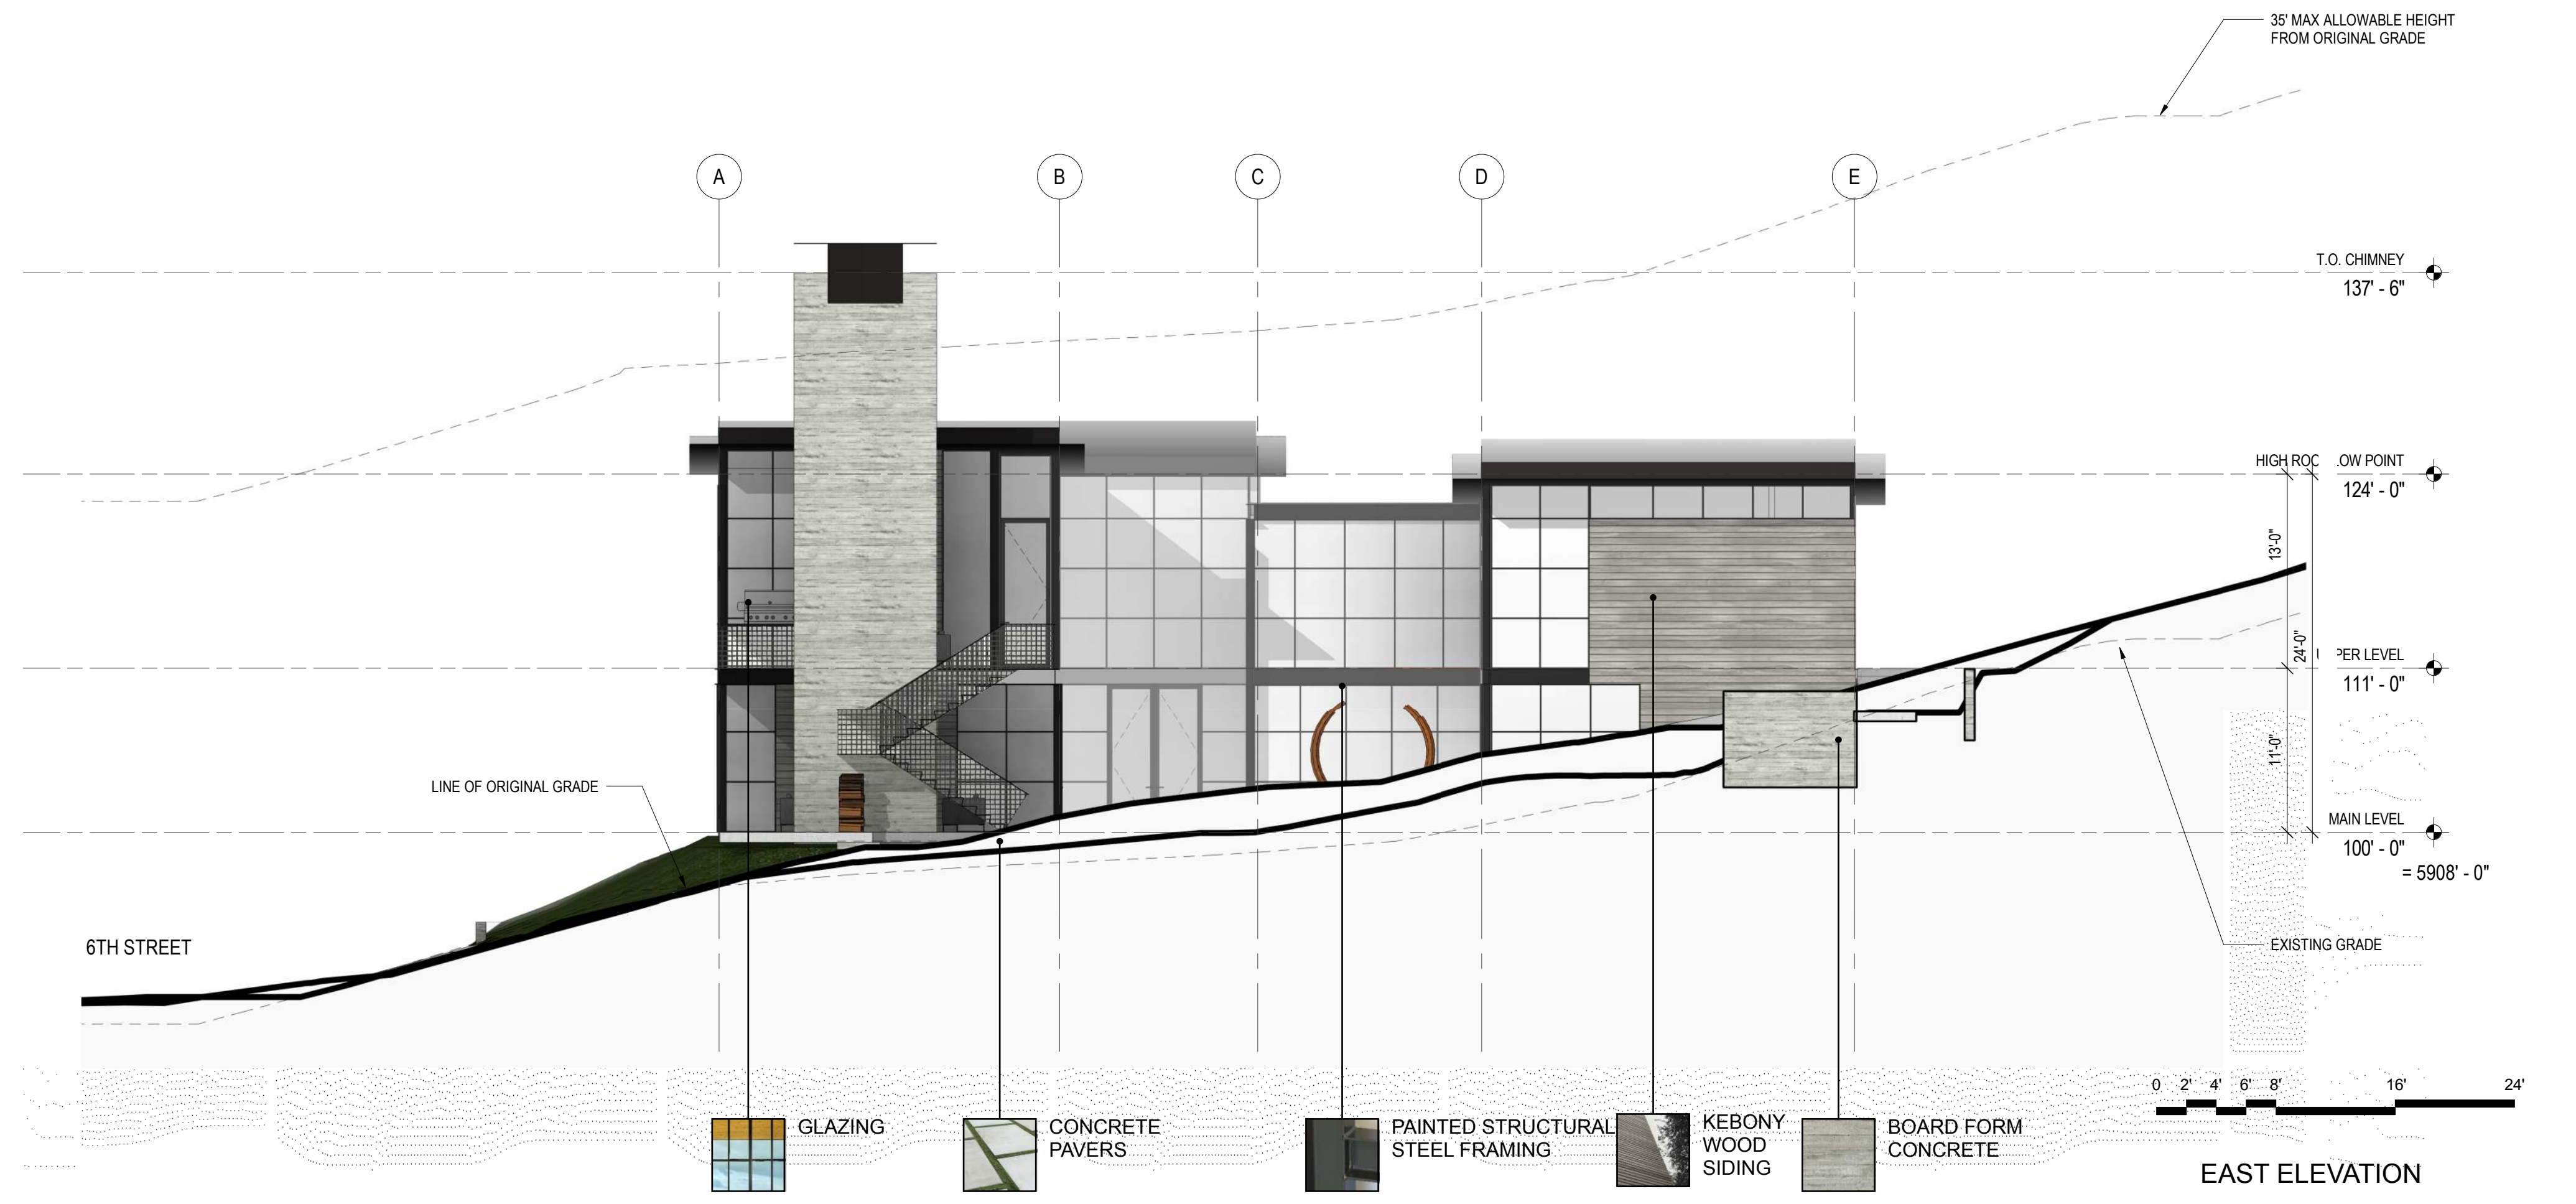 35' MAX ALLOWABLE HEIGHT
FROM ORIGINAL GRADE
A
B
C
D
E
T.O. CHIMNEY
137' - 6"
124' - 0"
OW POINT
HIGH
13'-0"
24'-0"
PER LEVEL
111' - 0"
11'-0"
LINE OF ORIGINAL GRADE
MAIN LEVEL
100' - 0"
= 5908' - 0"
6TH STREET
EXISTING GRADE
0 2' 4' 6' 8' 16' 24'
GLAZING
CONCRETE
PAVERS
PAINTED STRUCTURAL
STEEL FRAMING
KEBONY
WOOD
SIDING
BOARD FORM
CONCRETE
EAST ELEVATION